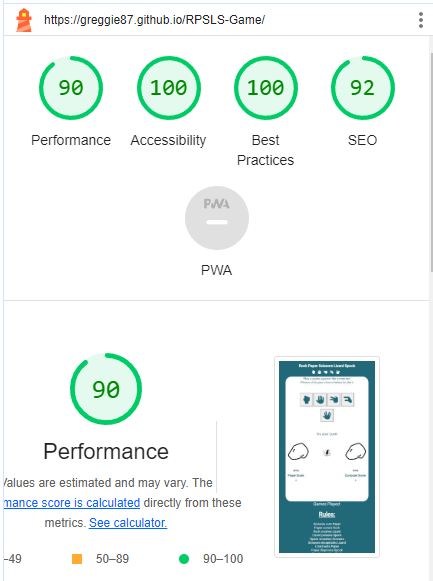 https://greggie87.github.io/RPSLS-Game/
90
100
100
92
Performance
Accessibility
Best
Practices
SEO
PWA
PWA
90
Performance
Values are estimated and may vary. The
mance score is calculated directly from these
metrics. See calculator.
–49
50–89
90–100
Rock Paper Scissors Lizard Spock
Games Played
Rules: